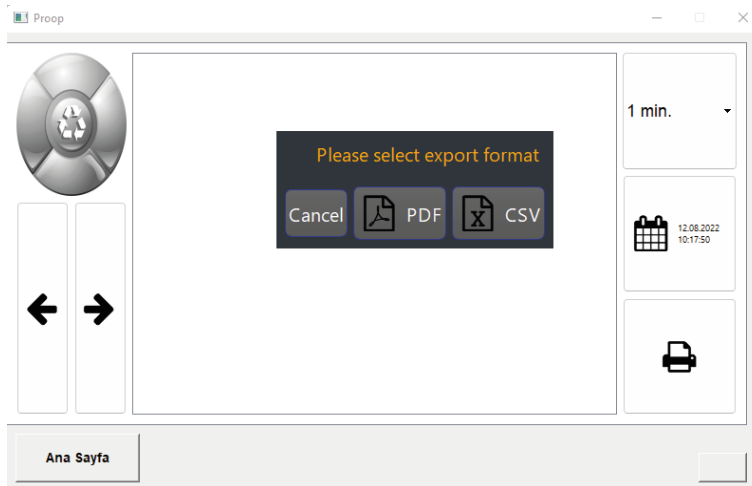 Proop
1 min.
Please select export format
Cancel
PDF
X
CSV
12.08.2022
10:17:50
Ana Sayfa